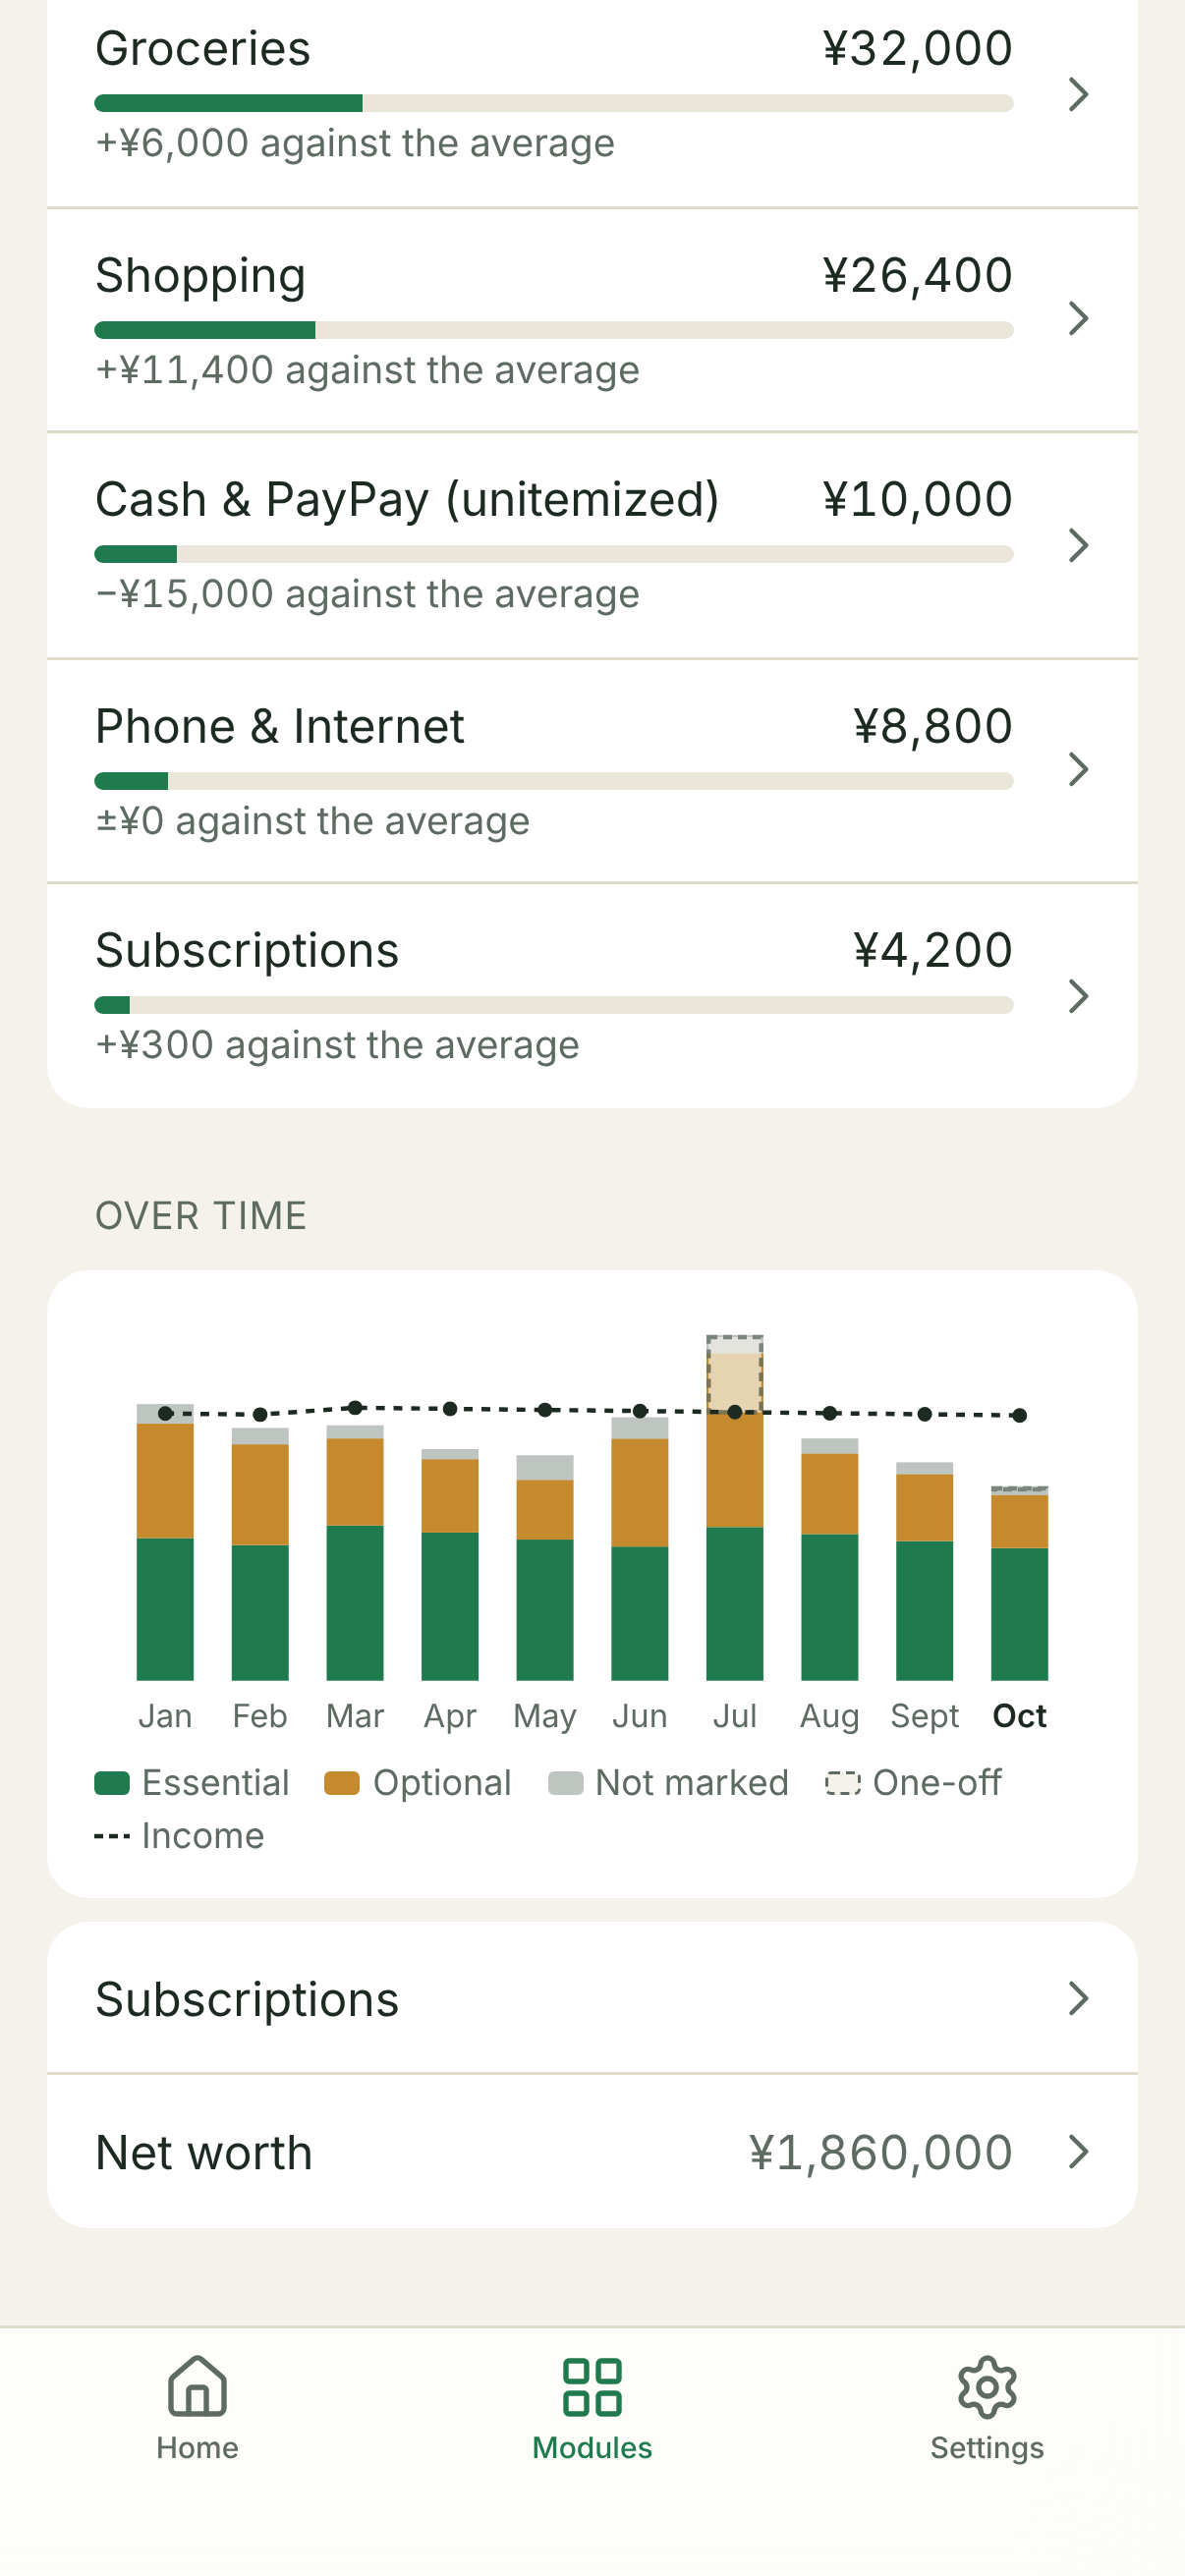 Groceries ¥32,000
+¥6,000 against the average
Shopping ¥26,400
+¥11,400 against the average
Cash & PayPay (unitemized) ¥10,000
−¥15,000 against the average
Phone & Internet ¥8,800
±¥0 against the average
Subscriptions ¥4,200
+¥300 against the average
OVER TIME
Jan Feb Mar Apr May Jun Jul Aug Sept Oct
Essential Optional Not marked One-off
Income
Subscriptions
Net worth ¥1,860,000
Home Modules Settings